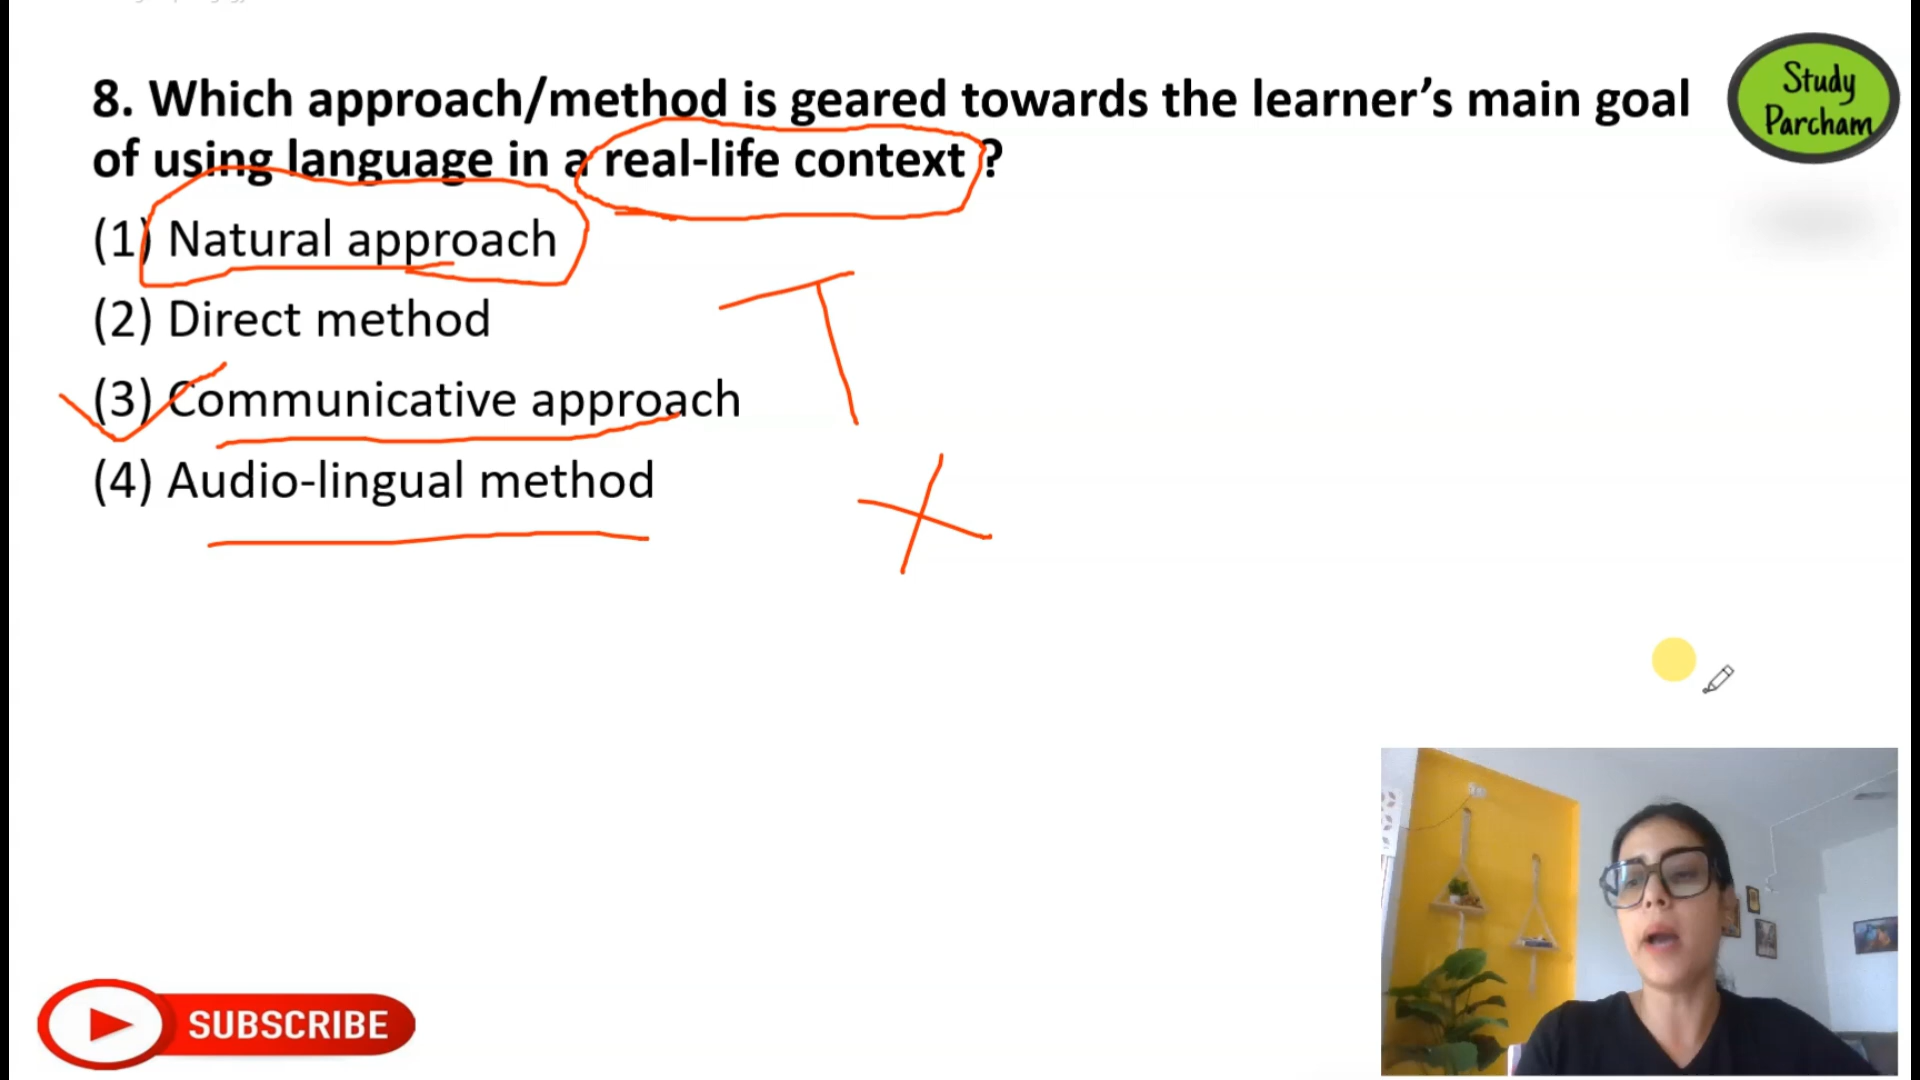 8. Which approach/method is geared towards the learner’s main goal
of using language in a real-life context ?
(1) Natural approach
(2) Direct method
(3) Communicative approach
(4) Audio-lingual method
T
X
Study
Parcham
SUBSCRIBE